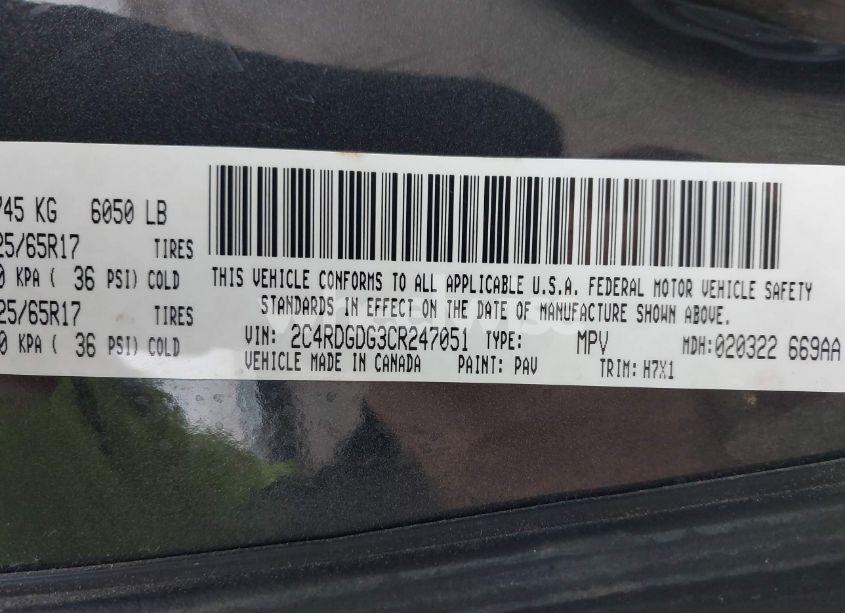 745 KG 6050 LB
25/65R17 TIRES
0 KPA ( 36 PSI) COLD
25/65R17 TIRES
0 KPA ( 36 PSI) COLD
THIS VEHICLE CONFORMS TO ALL APPLICABLE U.S.A. FEDERAL MOTOR VEHICLE SAFETY
STANDARDS IN EFFECT ON THE DATE OF MANUFACTURE SHOWN ABOVE.
VIN: 2C4RDGDG3CR247051 TYPE: MPV MDH:020322 669AA
VEHICLE MADE IN CANADA PAINT: PAV TRIM: H7X1